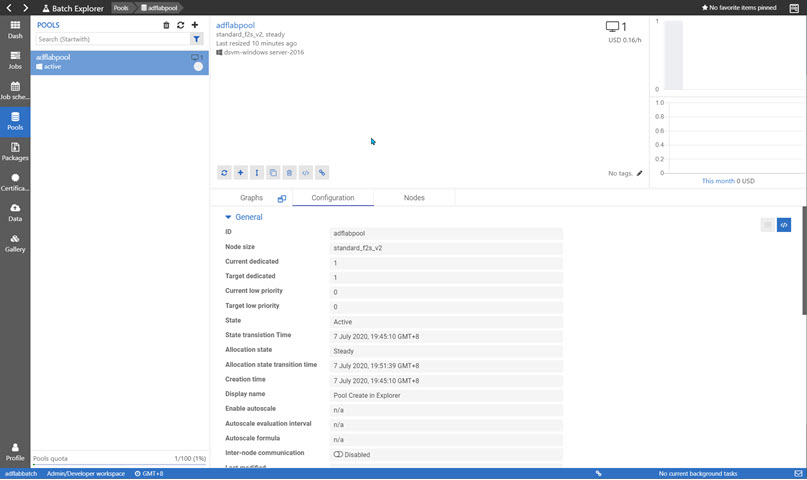 Batch Explorer
Pools
adflabpool
No favorite items pinned
Dash
Jobs
Job sche...
Pools
Packages
Certifica...
Data
Gallery
Profile
POOLS
Search (Startwith)
adflabpool
1
active
Pools quota
1/100 (1%)
adflabpool
standard_f2s_v2, steady
Last resized 10 minutes ago
dsvm-windows server-2016
1
USD 0.16/h
No tags.
1
0
1.0
0.8
0.6
0.4
0.2
0
This month 0 USD
Graphs
Configuration
Nodes
General
ID adflabpool
Node size standard_f2s_v2
Current dedicated 1
Target dedicated 1
Current low priority 0
Target low priority 0
State Active
State transistion Time 7 July 2020, 19:45:10 GMT+8
Allocation state Steady
Allocation state transition time 7 July 2020, 19:51:39 GMT+8
Creation time 7 July 2020, 19:45:10 GMT+8
Display name Pool Create in Explorer
Enable autoscale n/a
Autoscale evaluation interval n/a
Autoscale formula n/a
Inter-node communication Disabled
adflabbatch
Admin/Developer workspace
GMT+8
No current background tasks